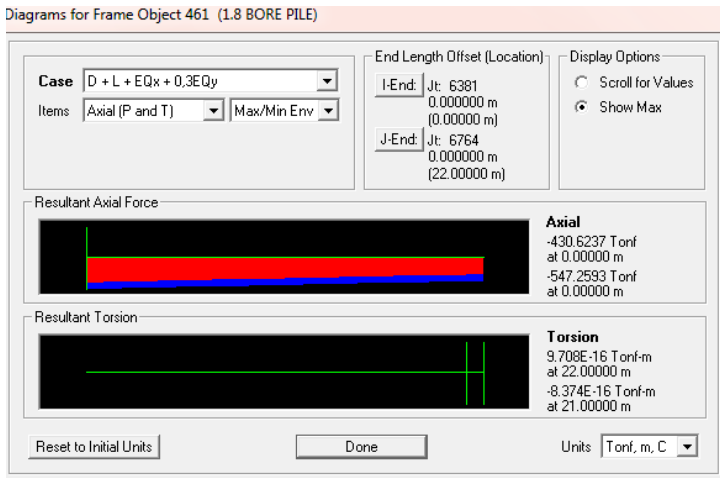 Diagrams for Frame Object 461 (1.8 BORE PILE)
Case D + L + EQx + 0,3EQy
Items Axial (P and T) Max/Min Env
End Length Offset (Location)
I-End: Jt: 6381
0.000000 m
(0.00000 m)
J-End: Jt: 6764
0.000000 m
(22.00000 m)
Display Options
Scroll for Values
Show Max
Resultant Axial Force
Axial
-430.6237 Tonf
at 0.00000 m
-547.2593 Tonf
at 0.00000 m
Resultant Torsion
Torsion
9.708E-16 Tonf-m
at 22.00000 m
-8.374E-16 Tonf-m
at 21.00000 m
Reset to Initial Units
Done
Units Tonf, m, C